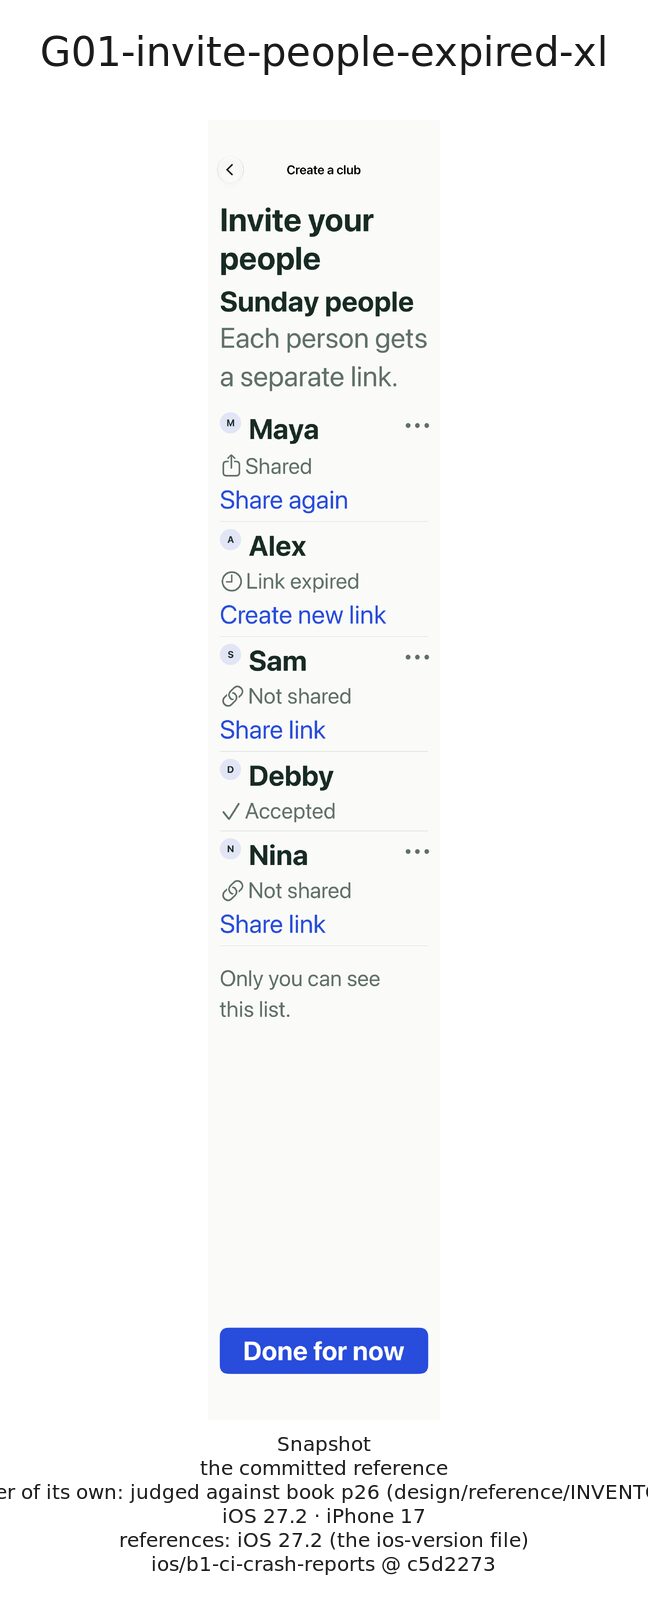 G01-invite-people-expired-xl
Create a club
Invite your
people
Sunday people
Each person gets
a separate link.
M Maya •••
Shared
Share again
A Alex
Link expired
Create new link
S Sam •••
Not shared
Share link
D Debby
Accepted
N Nina •••
Not shared
Share link
Only you can see
this list.
Done for now
Snapshot
the committed reference
er of its own: judged against book p26 (design/reference/INVENTO
iOS 27.2 · iPhone 17
references: iOS 27.2 (the ios-version file)
ios/b1-ci-crash-reports @ c5d2273